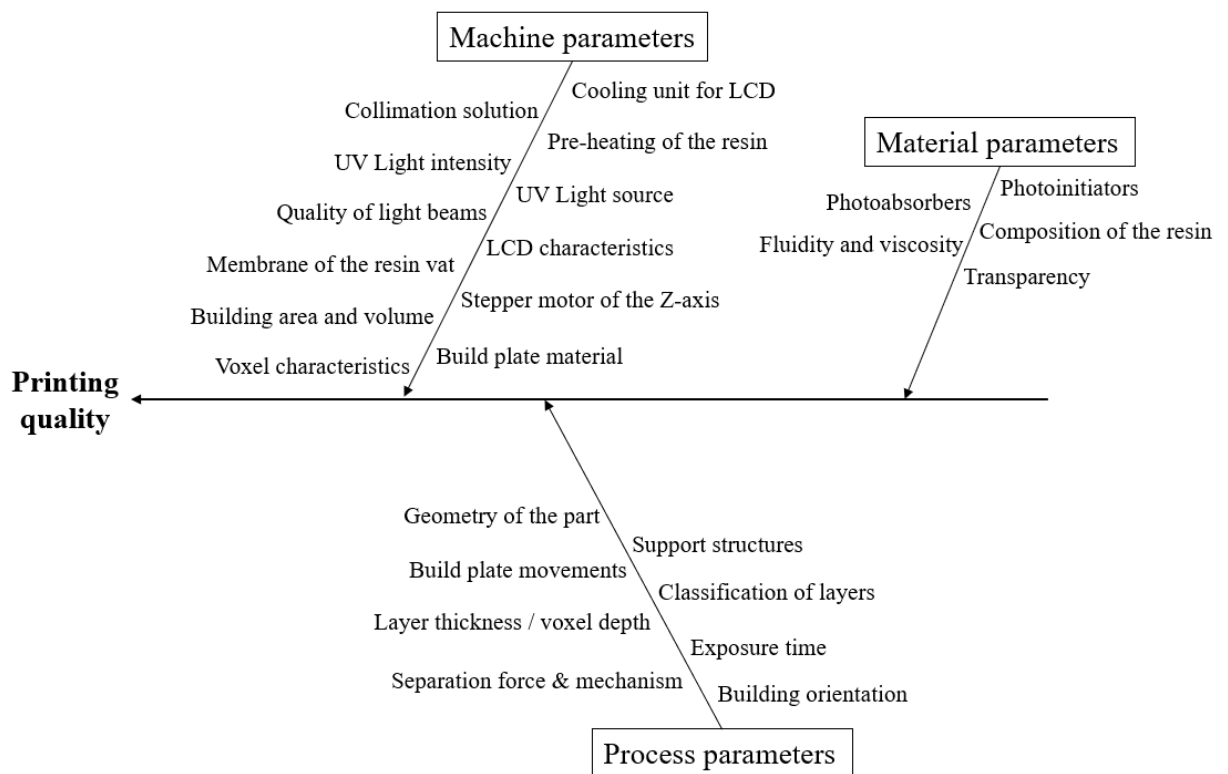 Machine parameters
Cooling unit for LCD
Collimation solution
Pre-heating of the resin
UV Light intensity
UV Light source
Quality of light beams
LCD characteristics
Membrane of the resin vat
Stepper motor of the Z-axis
Building area and volume
Build plate material
Voxel characteristics
Material parameters
Photoinitiators
Photoabsorbers
Composition of the resin
Fluidity and viscosity
Transparency
Printing
quality
Geometry of the part
Support structures
Build plate movements
Classification of layers
Layer thickness / voxel depth
Exposure time
Separation force & mechanism
Building orientation
Process parameters